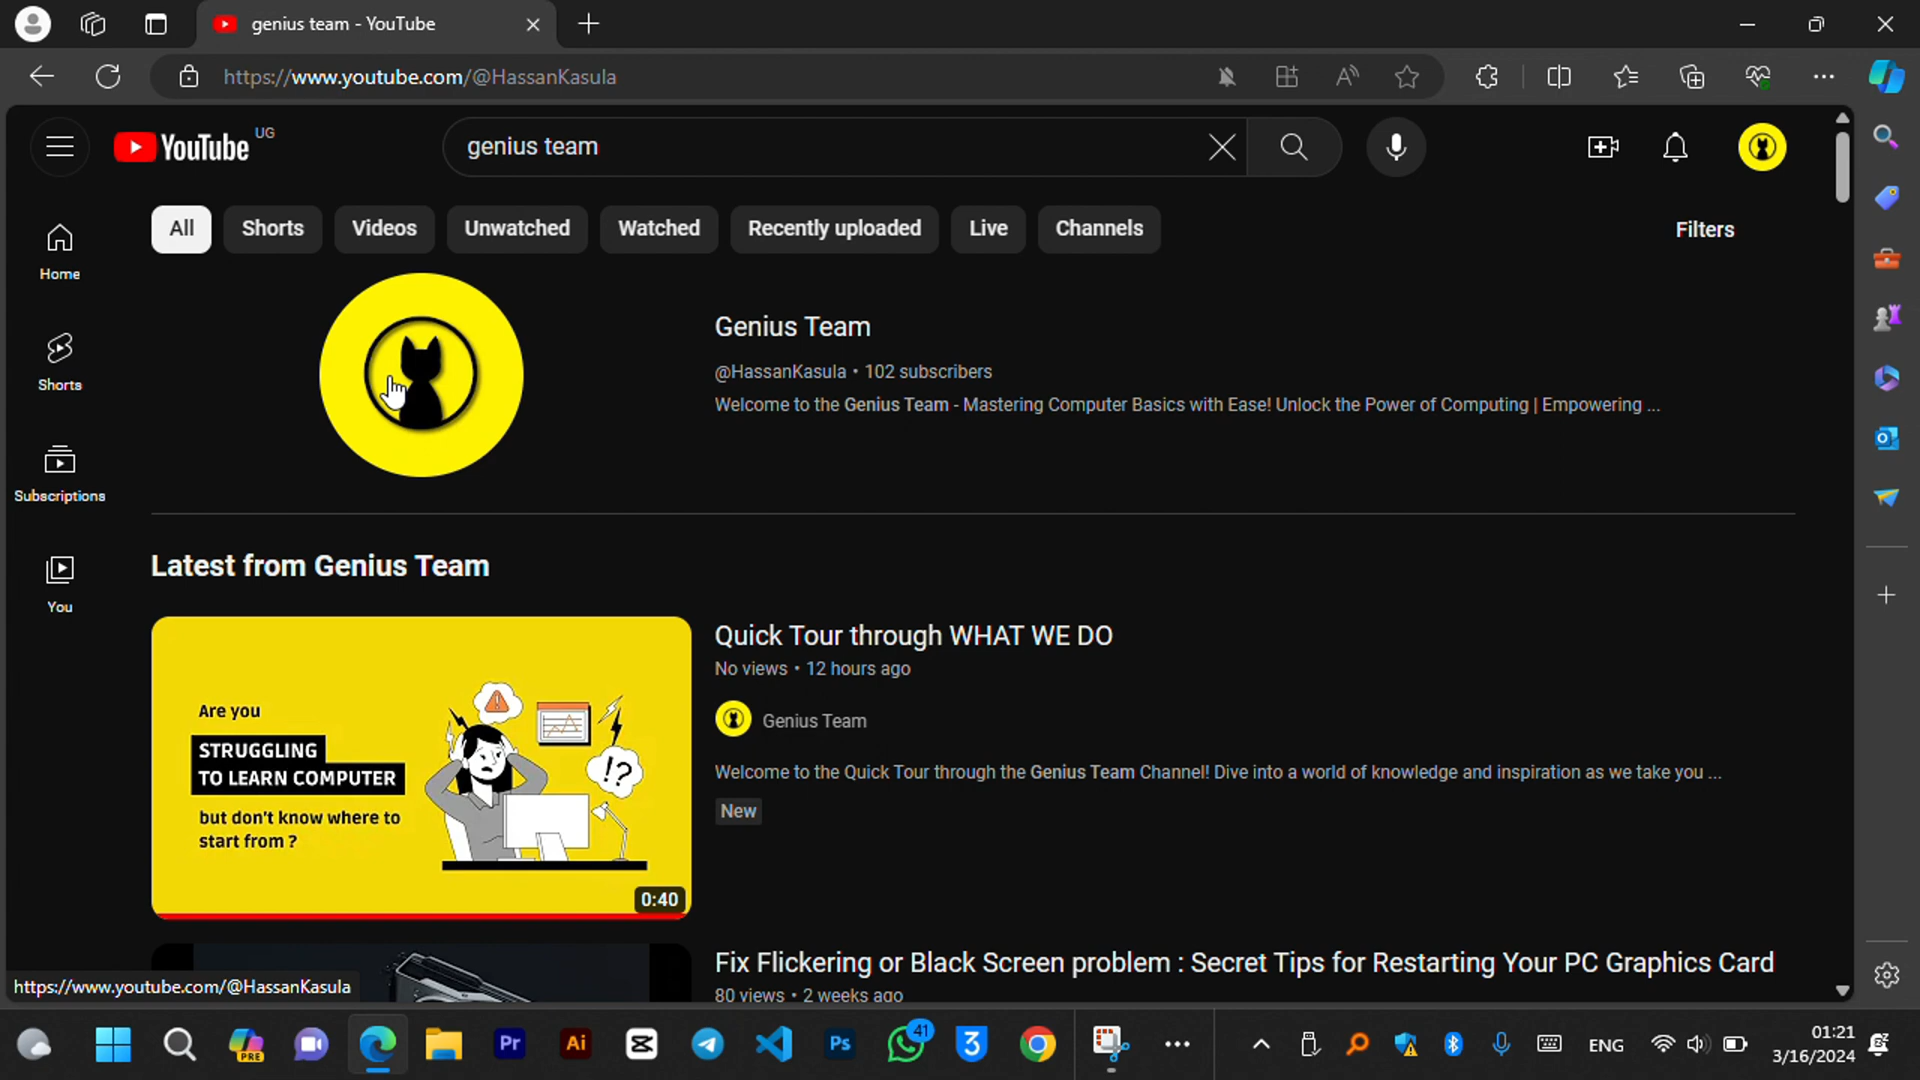 genius team - YouTube
https://www.youtube.com/@HassanKasula
YouTube UG
genius team
All
Shorts
Videos
Unwatched
Watched
Recently uploaded
Live
Channels
Filters
Home
Shorts
Subscriptions
You
Genius Team
@HassanKasula • 102 subscribers
Welcome to the Genius Team - Mastering Computer Basics with Ease! Unlock the Power of Computing | Empowering ...
Latest from Genius Team
Are you
STRUGGLING
TO LEARN COMPUTER
but don't know where to
start from ?
!?
0:40
Quick Tour through WHAT WE DO
No views • 12 hours ago
Genius Team
Welcome to the Quick Tour through the Genius Team Channel! Dive into a world of knowledge and inspiration as we take you ...
New
Fix Flickering or Black Screen problem : Secret Tips for Restarting Your PC Graphics Card
80 views • 2 weeks ago
https://www.youtube.com/@HassanKasula
PRE
Pr
Ai
Ps
41
3
ENG
01:21
3/16/2024